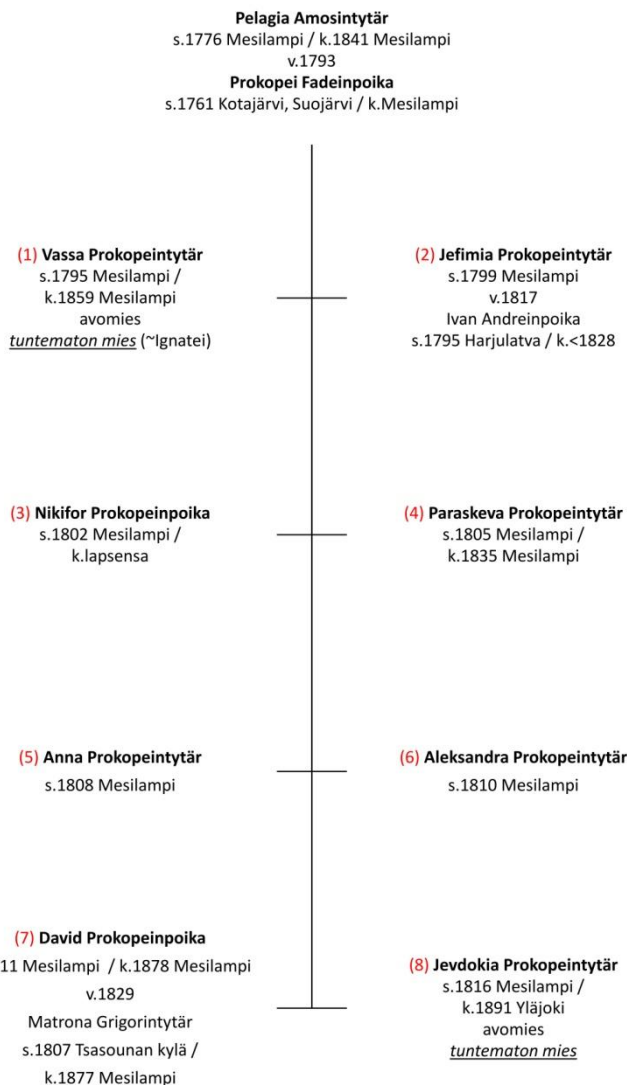 Pelagia Amosintytär
s.1776 Mesilampi / k.1841 Mesilampi
v.1793
Prokopei Fadeinpoika
s.1761 Kotajärvi, Suojärvi / k.Mesilampi
(1) Vassa Prokopeintytär
s.1795 Mesilampi /
k.1859 Mesilampi
avomies
tuntematon mies (~Ignatei)
(2) Jefimia Prokopeintytär
s.1799 Mesilampi
v.1817
Ivan Andreinpoika
s.1795 Harjulatva / k.<1828
(3) Nikifor Prokopeinpoika
s.1802 Mesilampi /
k.lapsensa
(4) Paraskeva Prokopeintytär
s.1805 Mesilampi /
k.1835 Mesilampi
(5) Anna Prokopeintytär
s.1808 Mesilampi
(6) Aleksandra Prokopeintytär
s.1810 Mesilampi
(7) David Prokopeinpoika
11 Mesilampi / k.1878 Mesilampi
v.1829
Matrona Grigorintytär
s.1807 Tsasounan kylä /
k.1877 Mesilampi
(8) Jevdokia Prokopeintytär
s.1816 Mesilampi /
k.1891 Yläjoki
avomies
tuntematon mies